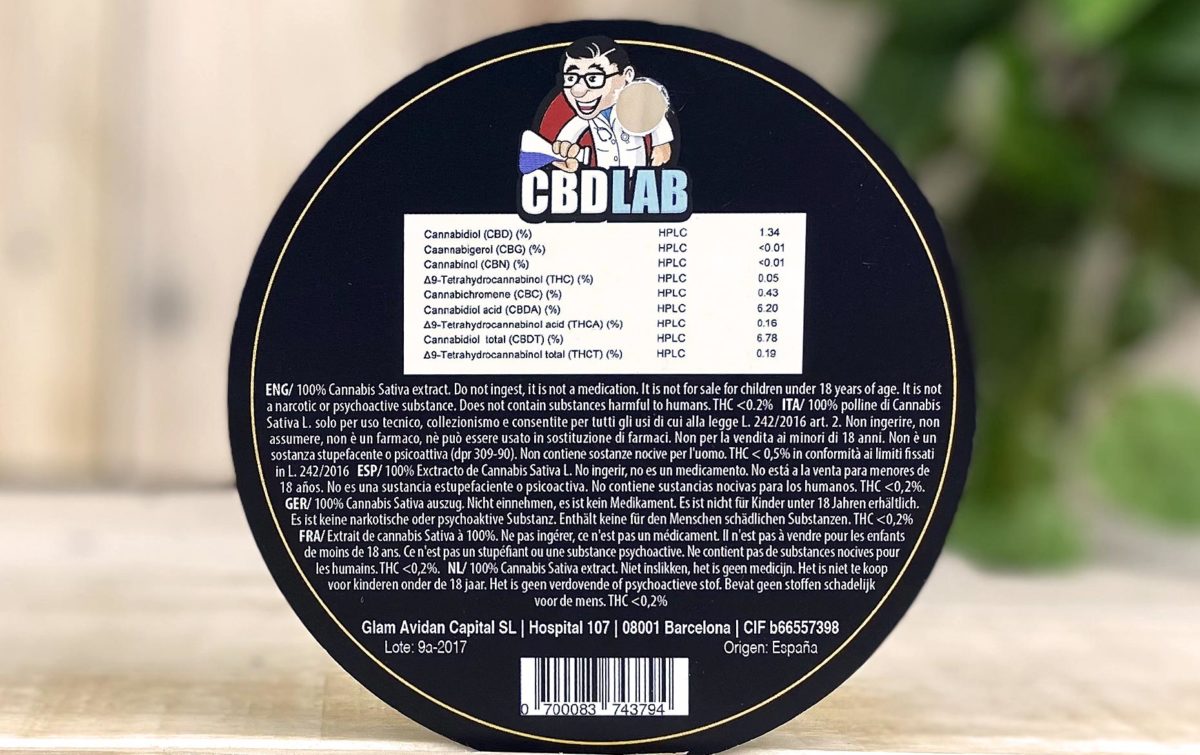 CBDLAB
Cannabidiol (CBD) (%) HPLC 1.34
Caannabigerol (CBG) (%) HPLC <0.01
Cannabinol (CBN) (%) HPLC <0.01
Δ9-Tetrahydrocannabinol (THC) (%) HPLC 0.05
Cannabichromene (CBC) (%) HPLC 0.43
Cannabidiol acid (CBDA) (%) HPLC 6.20
Δ9-Tetrahydrocannabinol acid (THCA) (%) HPLC 0.16
Cannabidiol total (CBDT) (%) HPLC 6.78
Δ9-Tetrahydrocannabinol total (THCT) (%) HPLC 0.19
ENG/ 100% Cannabis Sativa extract. Do not ingest, it is not a medication. It is not for sale for children under 18 years of age. It is not
a narcotic or psychoactive substance. Does not contain substances harmful to humans. THC <0.2% ITA/ 100% polline di Cannabis
Sativa L. solo per uso tecnico, collezionismo e consentite per tutti gli usi di cui alla legge L. 242/2016 art. 2. Non ingerire, non
assumere, non è un farmaco, nè può essere usato in sostituzione di farmaci. Non per la vendita ai minori di 18 anni. Non è un
sostanza stupefacente o psicoattiva (dpr 309-90). Non contiene sostanze nocive per l'uomo. THC < 0,5% in conformità ai limiti fissati
in L. 242/2016 ESP/ 100% Exctracto de Cannabis Sativa L. No ingerir, no es un medicamento. No está a la venta para menores de
18 años. No es una sustancia estupefaciente o psicoactiva. No contiene sustancias nocivas para los humanos. THC <0,2%.
GER/ 100% Cannabis Sativa auszug. Nicht einnehmen, es ist kein Medikament. Es ist nicht für Kinder unter 18 Jahren erhältlich.
Es ist keine narkotische oder psychoaktive Substanz. Enthält keine für den Menschen schädlichen Substanzen. THC <0,2%
FRA/ Extrait de cannabis Sativa à 100%. Ne pas ingérer, ce n'est pas un médicament. Il n'est pas à vendre pour les enfants
de moins de 18 ans. Ce n'est pas un stupéfiant ou une substance psychoactive. Ne contient pas de substances nocives pour
les humains. THC <0,2%. NL/ 100% Cannabis Sativa extract. Niet inslikken, het is geen medicijn. Het is niet te koop
voor kinderen onder de 18 jaar. Het is geen verdovende of psychoactieve stof. Bevat geen stoffen schadelijk
voor de mens. THC <0,2%
Glam Avidan Capital SL | Hospital 107 | 08001 Barcelona | CIF b66557398
Lote: 9a-2017 Origen: España
0 700083 743794